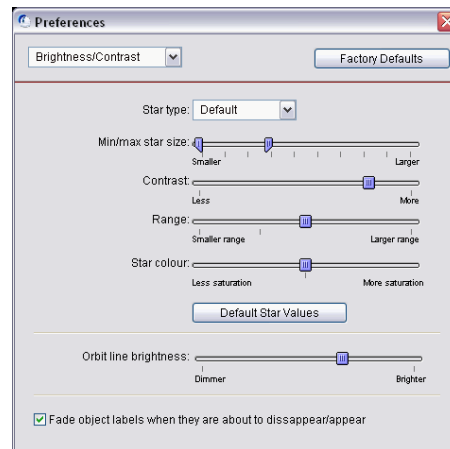 Preferences
Brightness/Contrast
Factory Defaults
Star type: Default
Min/max star size:
Smaller Larger
Contrast:
Less More
Range:
Smaller range Larger range
Star colour:
Less saturation More saturation
Default Star Values
Orbit line brightness:
Dimmer Brighter
Fade object labels when they are about to dissappear/appear